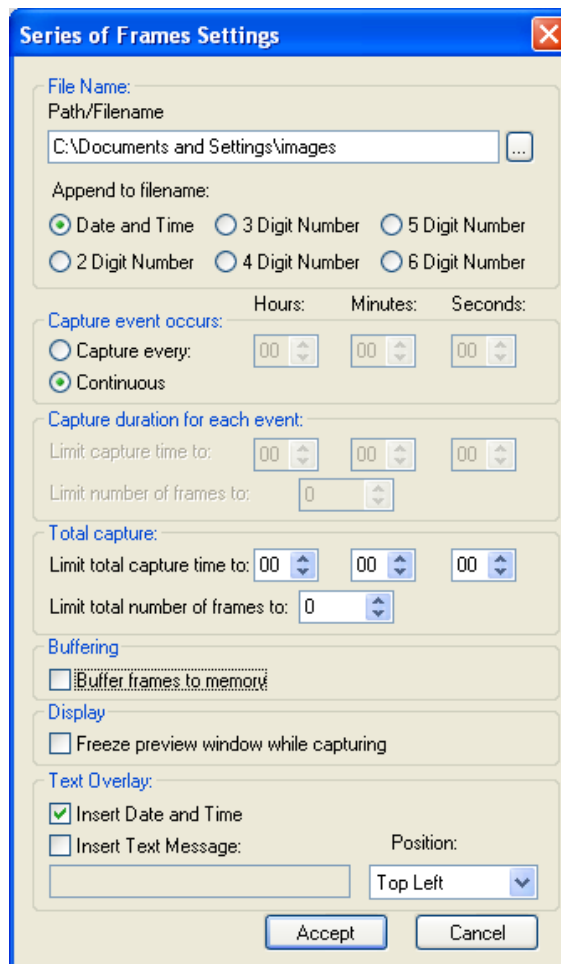 Series of Frames Settings
File Name:
Path/Filename
C:\Documents and Settings\images
...
Append to filename:
Date and Time 3 Digit Number 5 Digit Number
2 Digit Number 4 Digit Number 6 Digit Number
Hours: Minutes: Seconds:
Capture event occurs:
Capture every: 00 00 00
Continuous
Capture duration for each event:
Limit capture time to: 00 00 00
Limit number of frames to: 0
Total capture:
Limit total capture time to: 00 00 00
Limit total number of frames to: 0
Buffering
Buffer frames to memory
Display
Freeze preview window while capturing
Text Overlay:
Insert Date and Time
Insert Text Message: Position:
Top Left
Accept Cancel